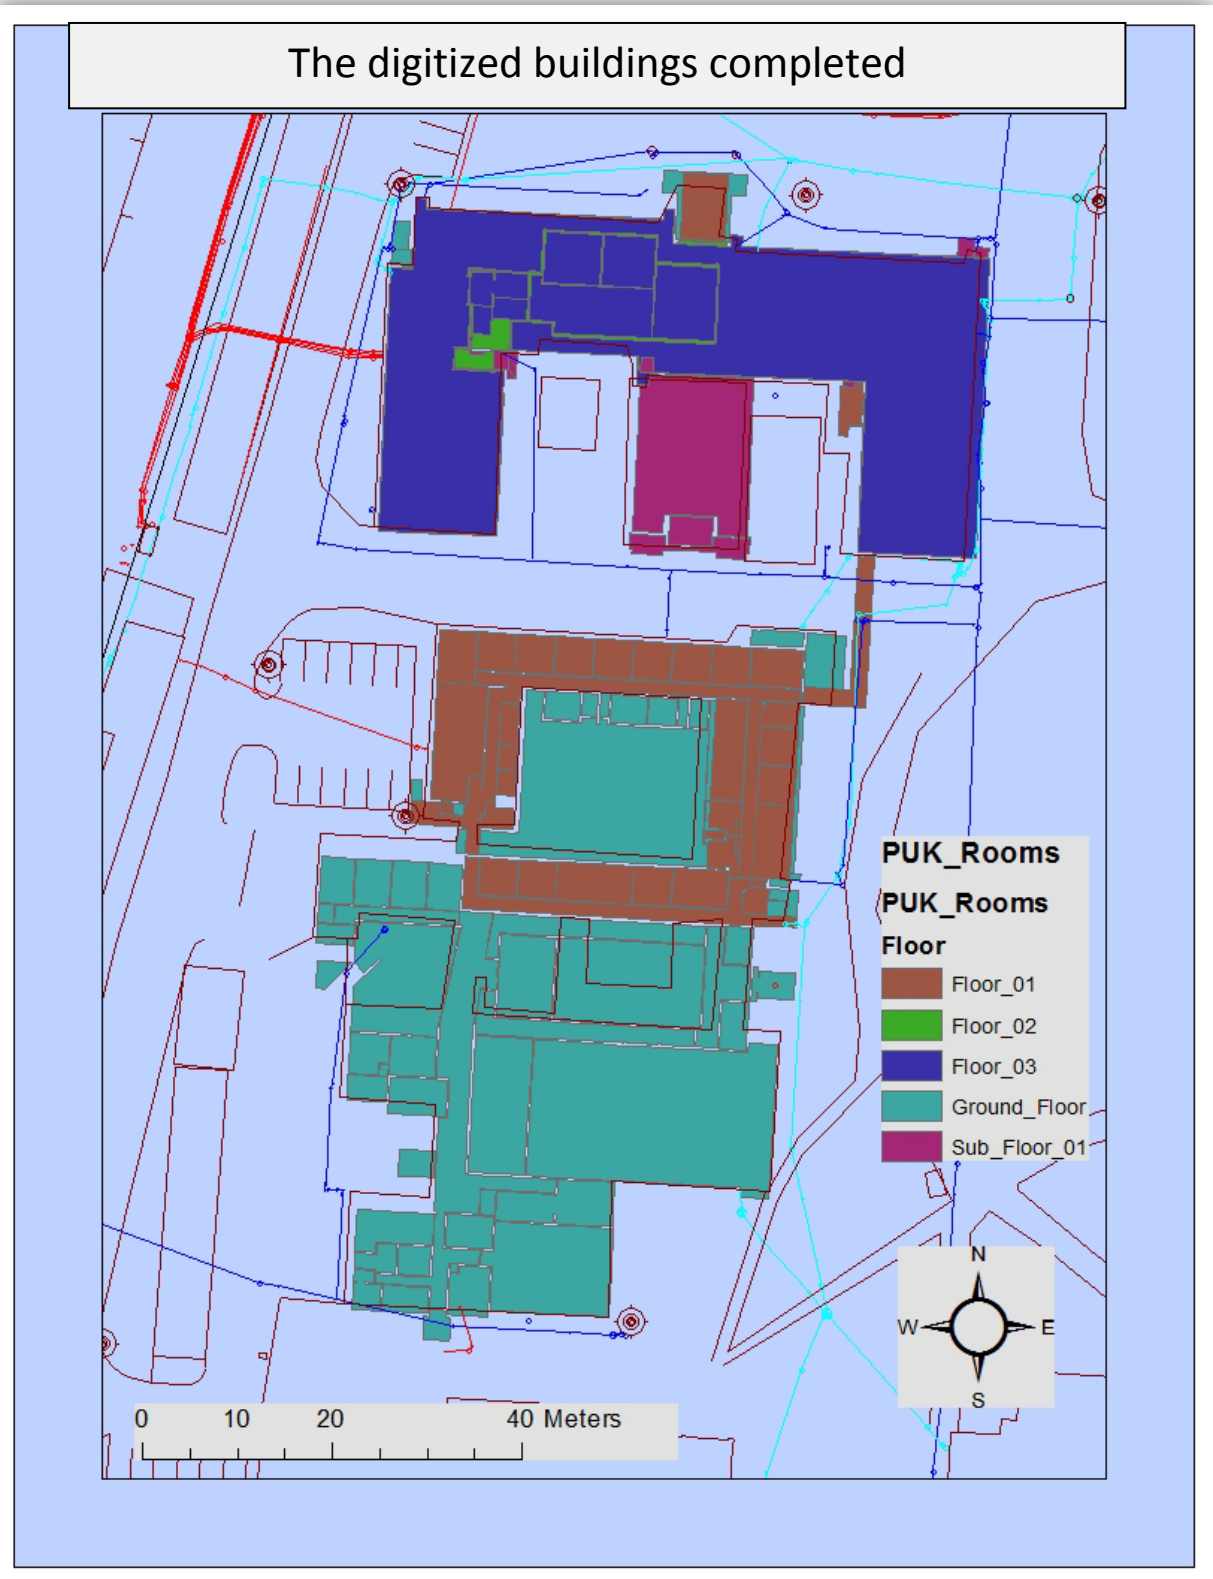 The digitized buildings completed
PUK_Rooms
PUK_Rooms
Floor
Floor_01
Floor_02
Floor_03
Ground_Floor
Sub_Floor_01
N
W E
S
0 10 20 40 Meters